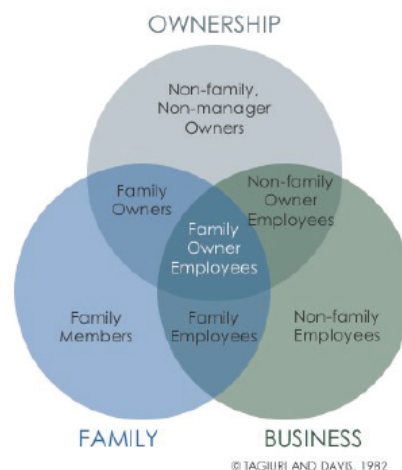 OWNERSHIP
Non-family,
Non-manager
Owners
Family
Owners
Non-family
Owner
Employees
Family
Owner
Employees
Family
Members
Family
Employees
Non-family
Employees
FAMILY
BUSINESS
© TAGIURI AND DAVIS, 1982